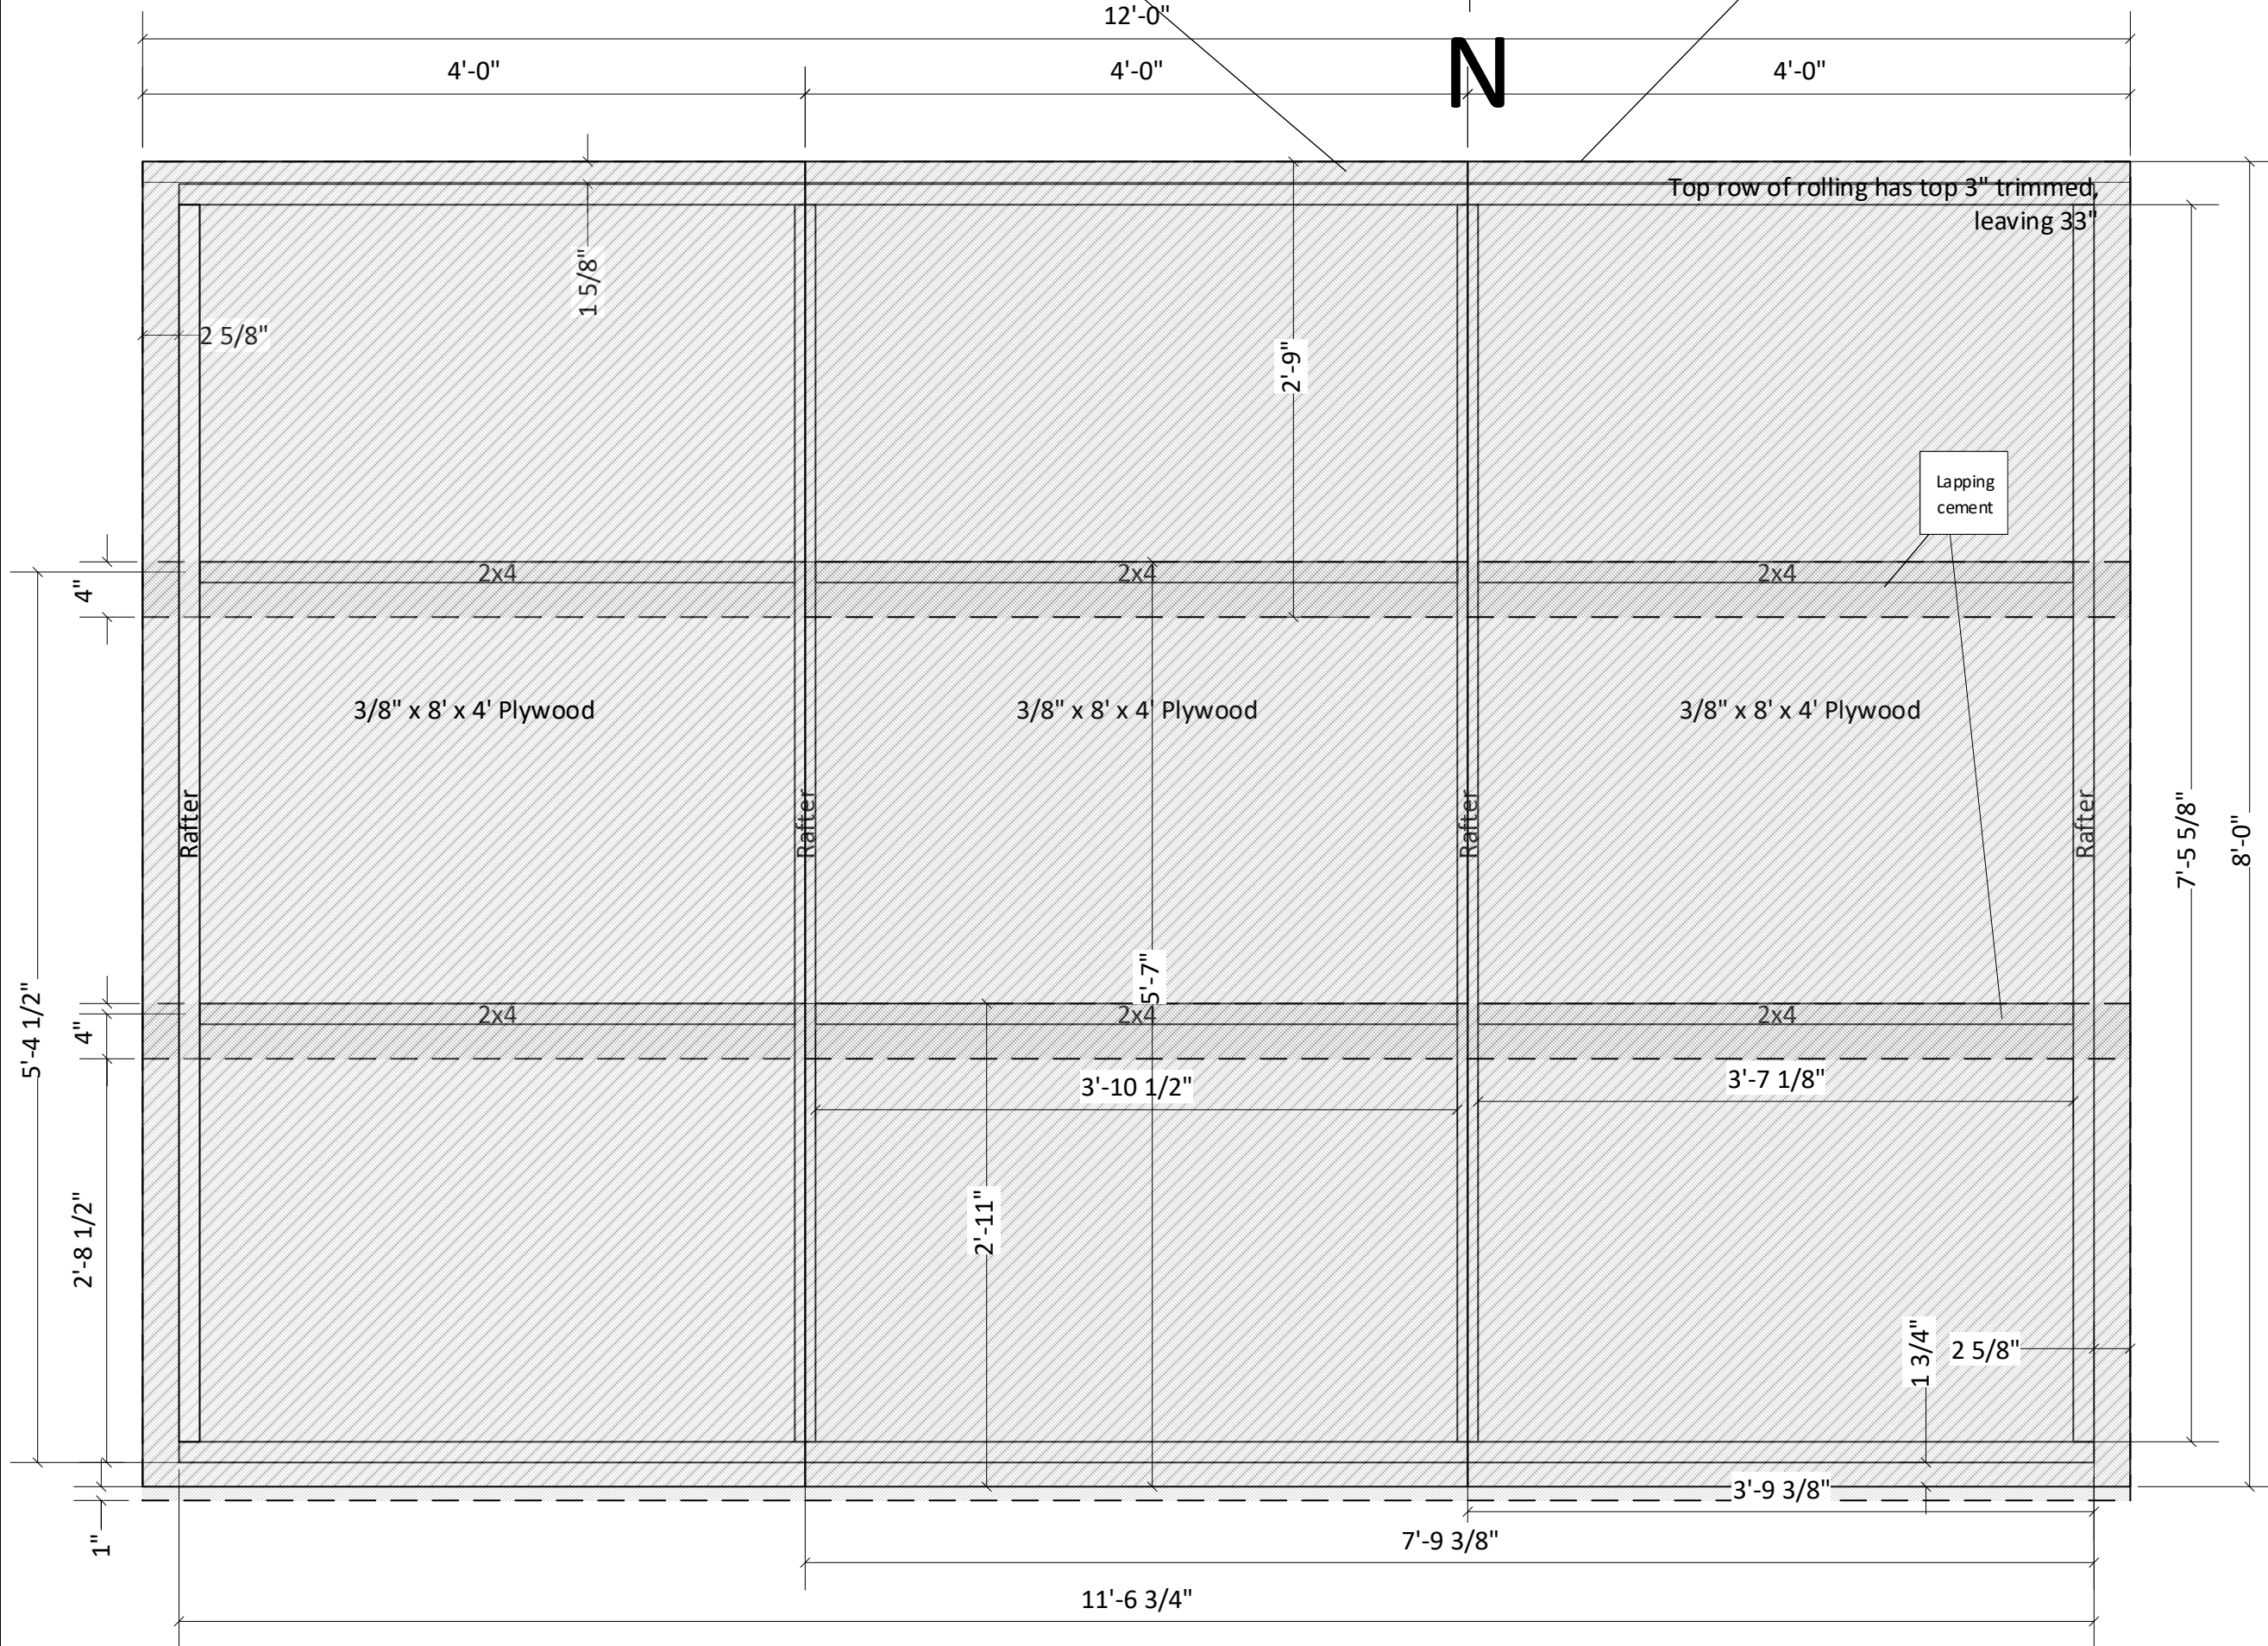 12'-0"
N
4'-0"
4'-0"
4'-0"
Top row of rolling has top 3" trimmed,
leaving 33"
1 5/8"
2 5/8"
2'-9"
Lapping
cement
4"
2x4
2x4
2x4
3/8" x 8' x 4' Plywood
3/8" x 8' x 4' Plywood
3/8" x 8' x 4' Plywood
Rafter
Rafter
Rafter
Rafter
7'-5 5/8"
8'-0"
5'-4 1/2"
4"
5'-7"
2x4
2x4
2x4
3'-10 1/2"
3'-7 1/8"
2'-8 1/2"
2'-11"
1 3/4"
2 5/8"
3'-9 3/8"
1"
7'-9 3/8"
11'-6 3/4"